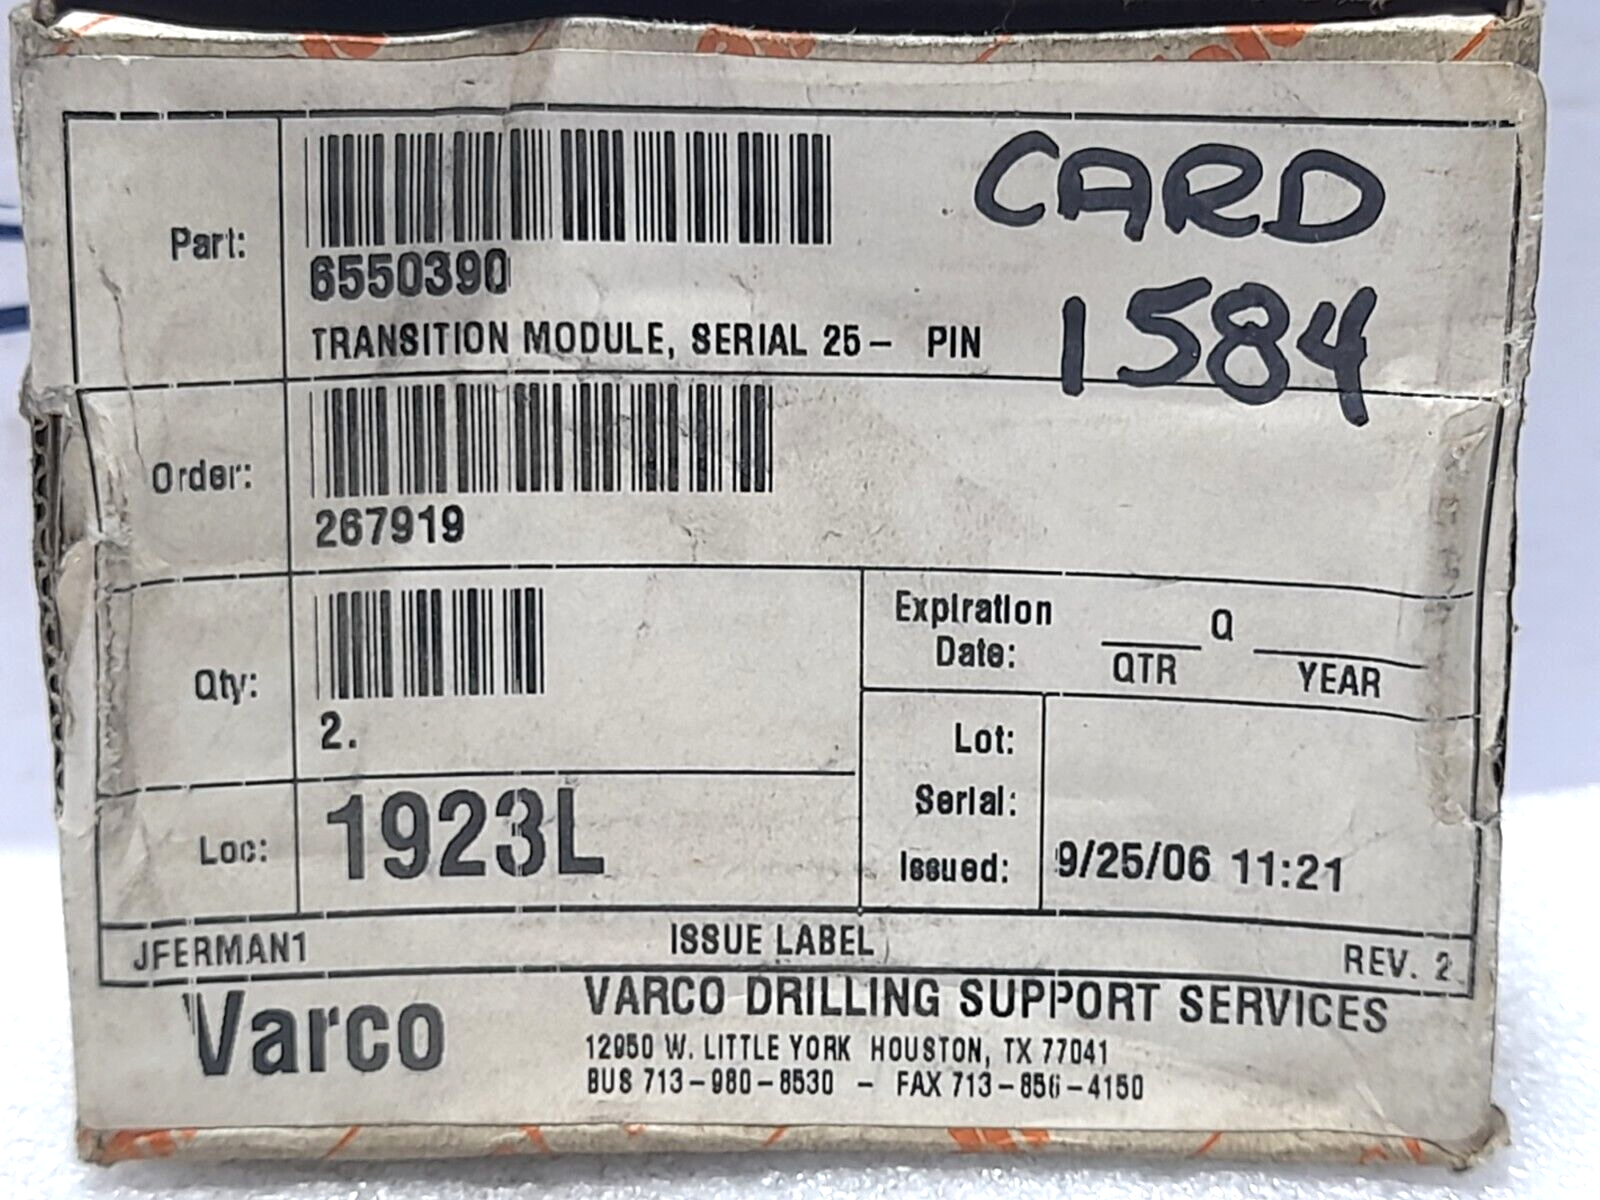 CARD
1584
Part:
6550390
TRANSITION MODULE, SERIAL 25- PIN
Order:
267919
Qty:
2.
Expiration
Date:
Q
QTR
YEAR
Lot:
Serial:
Issued: 9/25/06 11:21
Loc: 1923L
JFERMAN1 ISSUE LABEL REV. 2
Varco
VARCO DRILLING SUPPORT SERVICES
12950 W. LITTLE YORK HOUSTON, TX 77041
BUS 713-980-8530 - FAX 713-856-4150